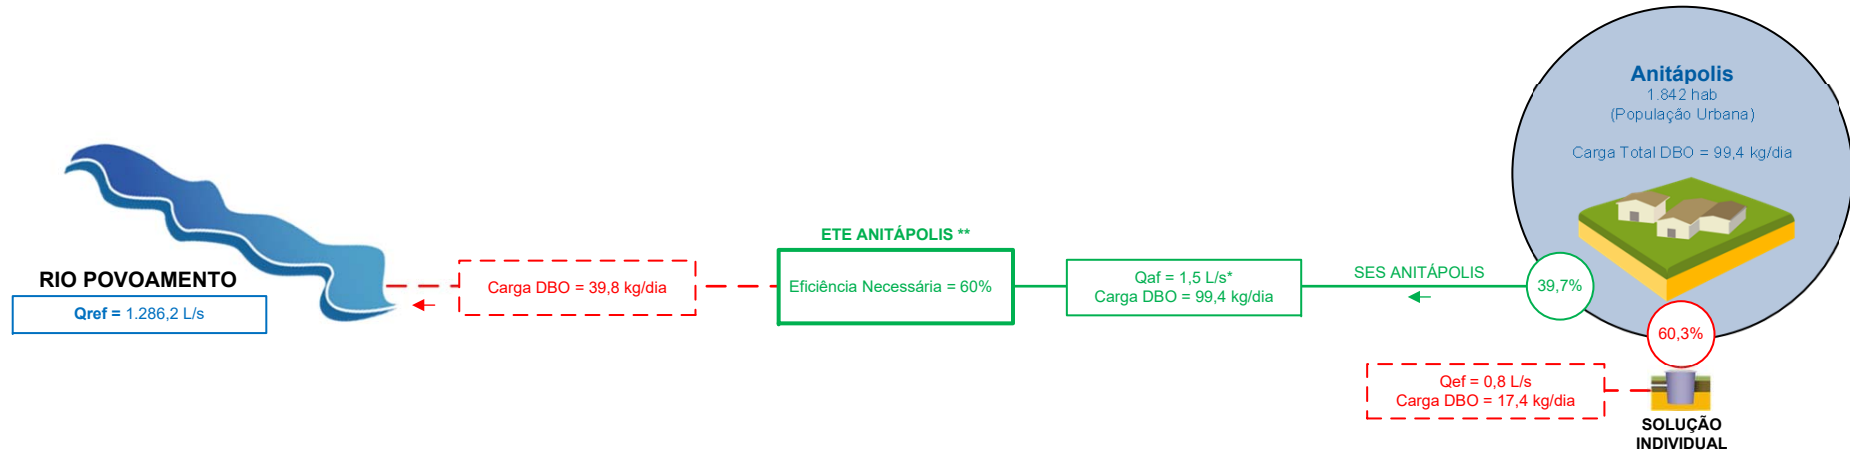 Anitápolis
1.842 hab
(População Urbana)
Carga Total DBO = 99,4 kg/dia
RIO POVOAMENTO
Qref = 1.286,2 L/s
Carga DBO = 39,8 kg/dia
ETE ANITÁPOLIS **
Eficiência Necessária = 60%
Qaf = 1,5 L/s*
Carga DBO = 99,4 kg/dia
SES ANITÁPOLIS
39,7%
60,3%
Qef = 0,8 L/s
Carga DBO = 17,4 kg/dia
SOLUÇÃO
INDIVIDUAL